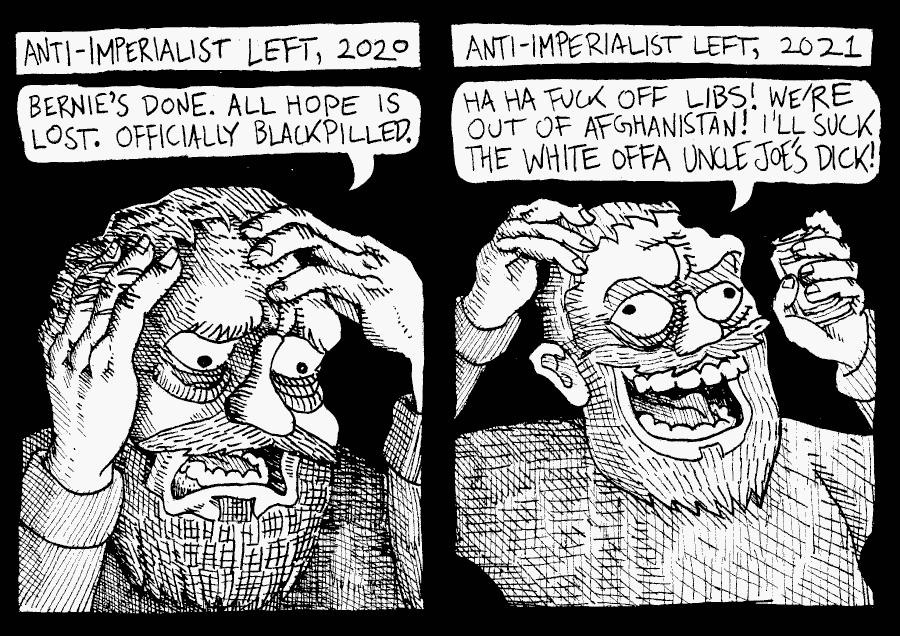 ANTI-IMPERIALIST LEFT, 2020
BERNIE'S DONE. ALL HOPE IS
LOST. OFFICIALLY BLACKPILLED.
ANTI-IMPERIALIST LEFT, 2021
HA HA FUCK OFF LIBS! WE'RE
OUT OF AFGHANISTAN! I'LL SUCK
THE WHITE OFFA UNCLE JOE'S DICK!